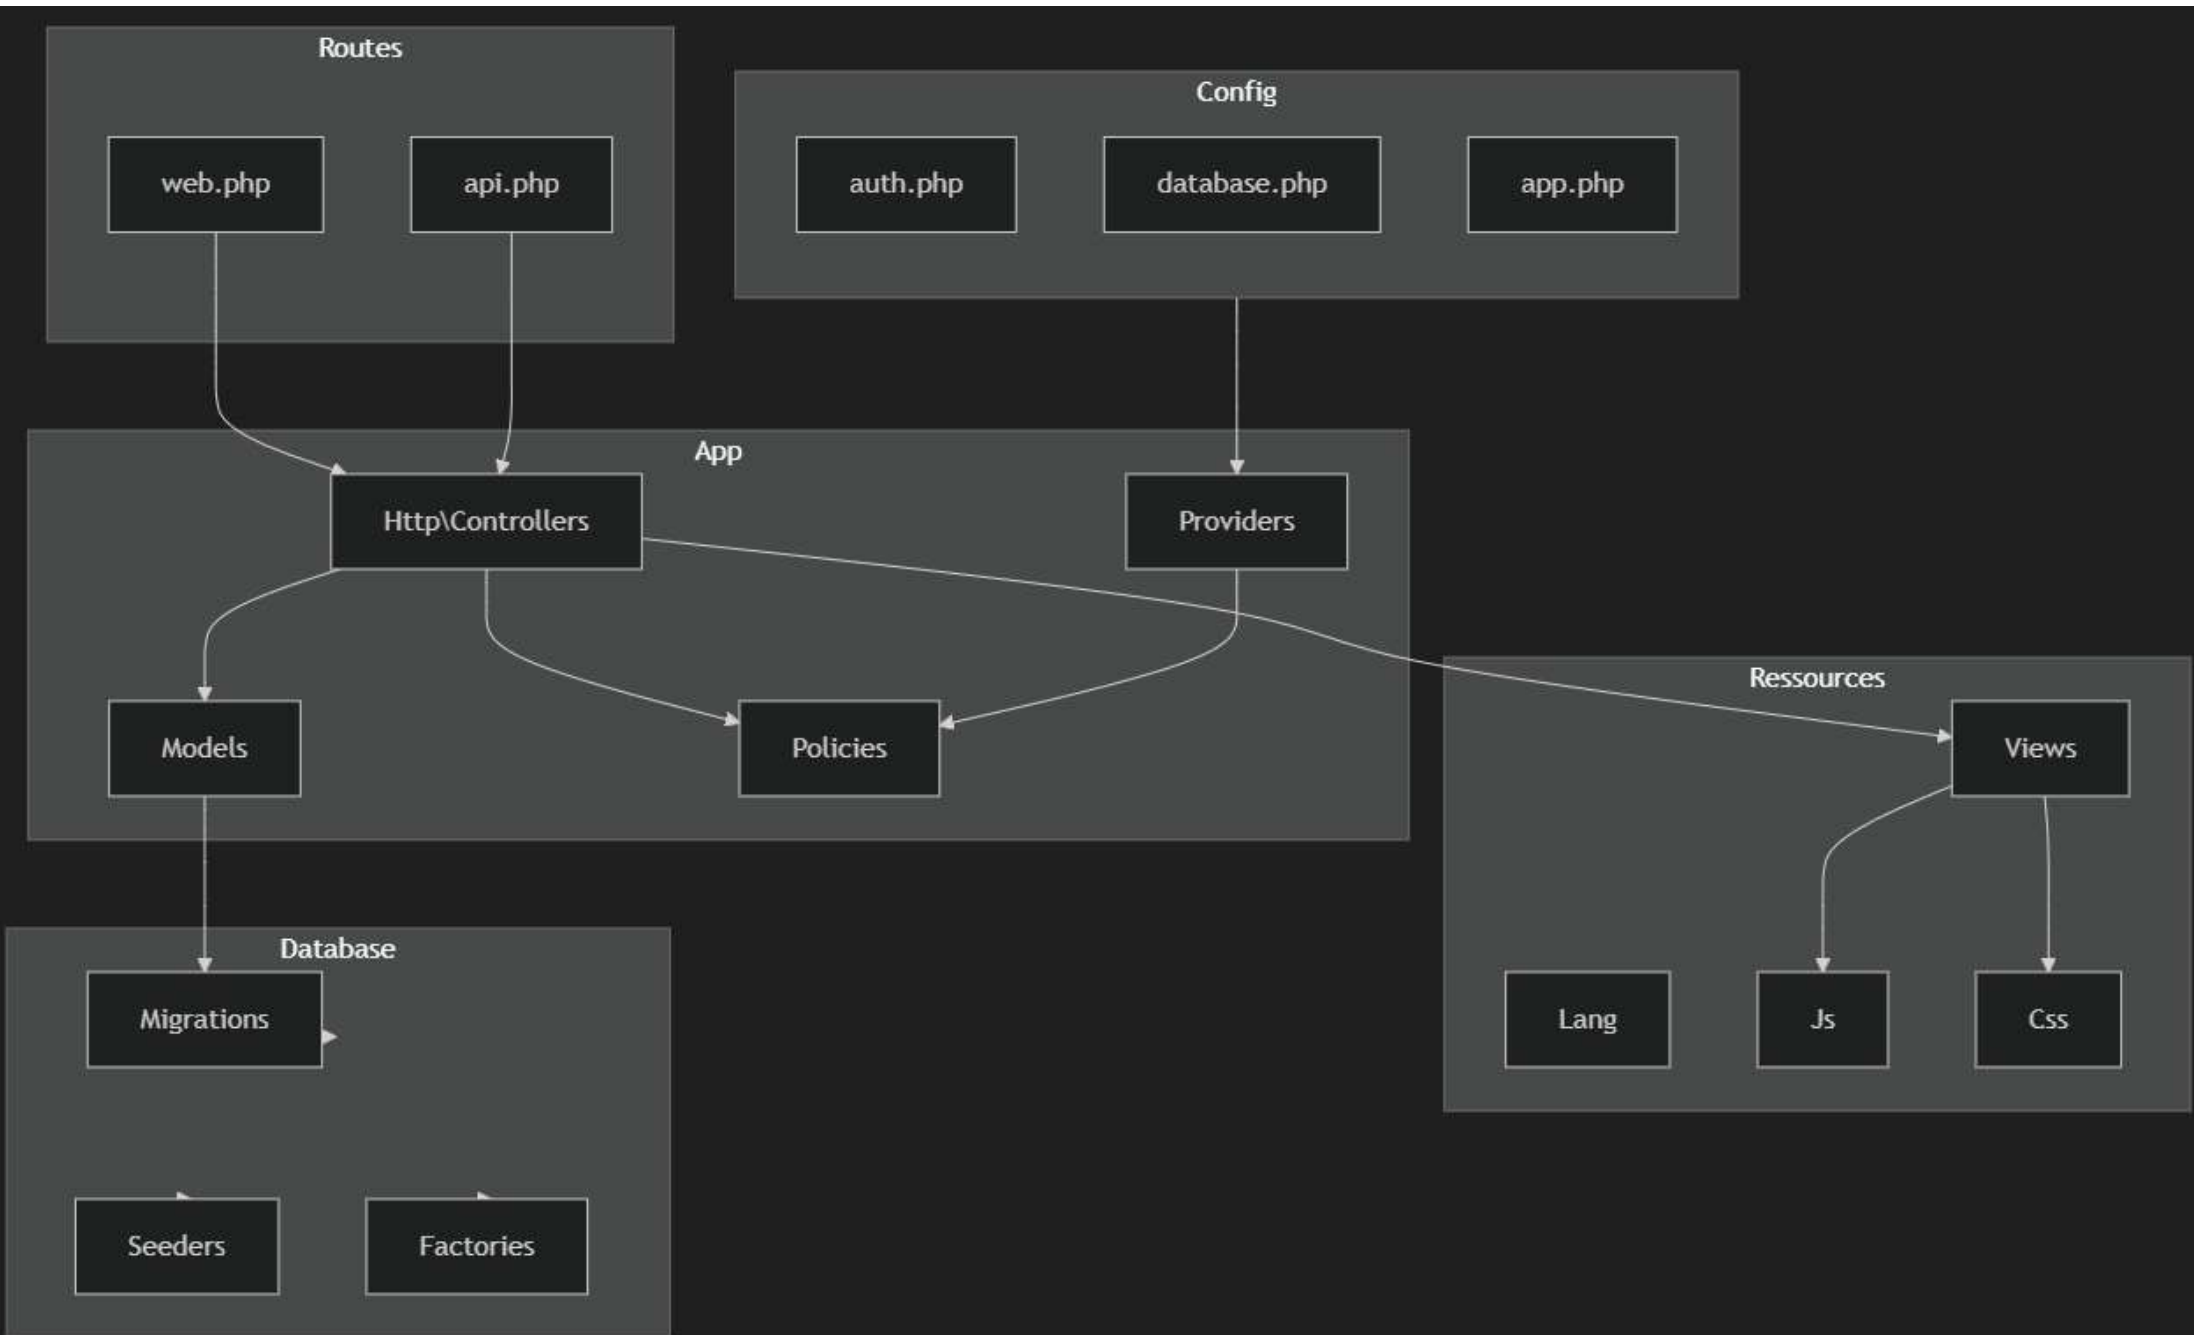 Routes
web.php
api.php
Config
auth.php
database.php
app.php
App
Http\Controllers
Providers
Models
Policies
Ressources
Views
Lang
Js
Css
Database
Migrations
Seeders
Factories